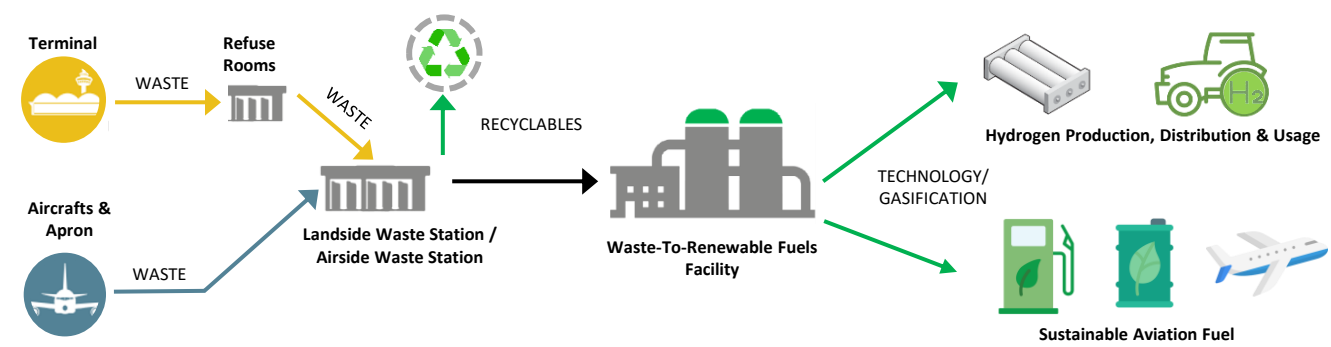 Terminal
WASTE
Refuse
Rooms
WASTE
RECYCLABLES
Aircrafts &
Apron
WASTE
Landside Waste Station /
Airside Waste Station
Waste-To-Renewable Fuels
Facility
TECHNOLOGY/
GASIFICATION
H2
Hydrogen Production, Distribution & Usage
Sustainable Aviation Fuel